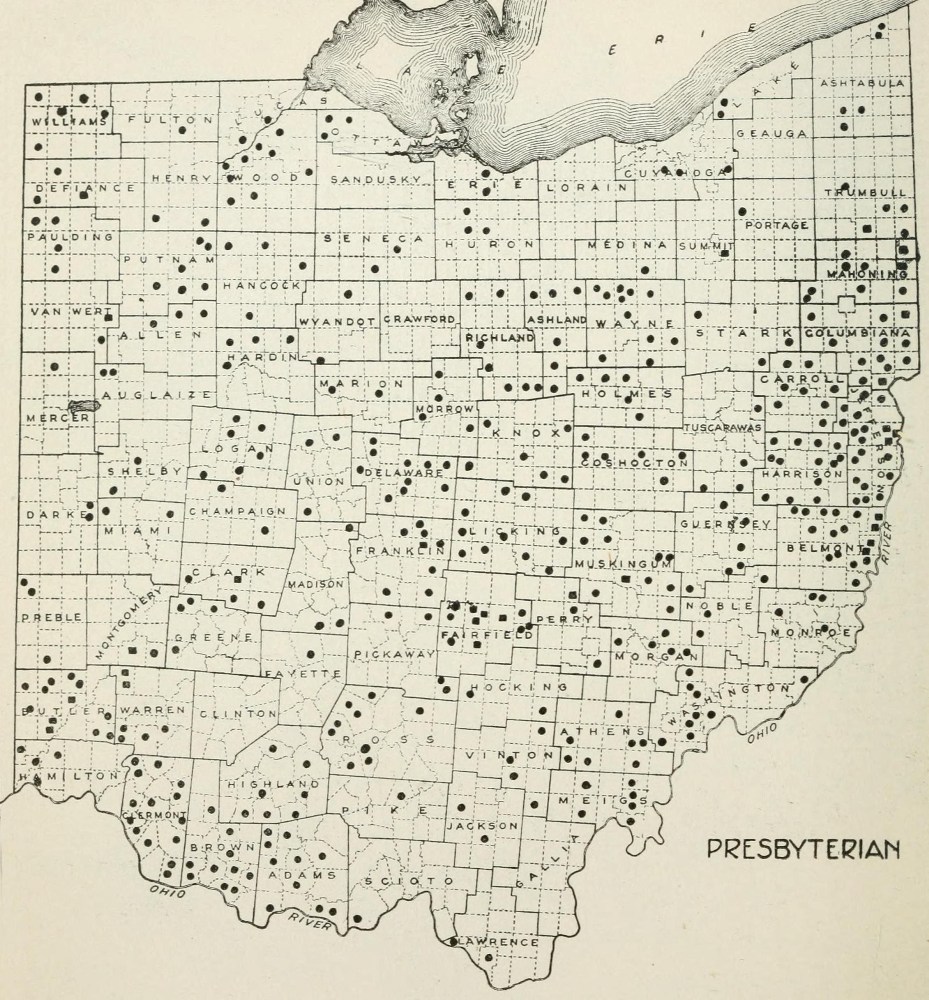 ERIE
LAKE
LAKE
ASHTABULA
WILLIAMS
FULTON
LUCAS
OTTAWA
GEAUGA
CUYAHOGA
DEFIANCE
HENRY
WOOD
SANDUSKY
ERIE
LORAIN
TRUMBULL
PAULDING
PUTNAM
SENECA
HURON
MEDINA
SUMMIT
PORTAGE
MAHONING
HANCOCK
VAN WERT
ALLEN
WYANDOT
CRAWFORD
RICHLAND
ASHLAND
WAYNE
STARK
COLUMBIANA
HARDIN
MARION
MORROW
HOLMES
CARROLL
AUGLAIZE
MERCER
KNOX
TUSCARAWAS
JEFFERSON
SHELBY
LOGAN
UNION
DELAWARE
COSHOCTON
HARRISON
DARKE
MIAMI
CHAMPAIGN
FRANKLIN
LICKING
GUERNSEY
BELMONT
RIVER
CLARK
MADISON
MUSKINGUM
PREBLE
MONTGOMERY
GREENE
PICKAWAY
FAIRFIELD
PERRY
NOBLE
MONROE
MORGAN
FAYETTE
HOCKING
WASHINGTON
BUTLER
WARREN
CLINTON
ROSS
VINTON
ATHENS
OHIO
HAMILTON
HIGHLAND
PIKE
MEIGS
CLERMONT
BROWN
JACKSON
GALLIA
PRESBYTERIAN
ADAMS
SCIOTO
OHIO
RIVER
LAWRENCE